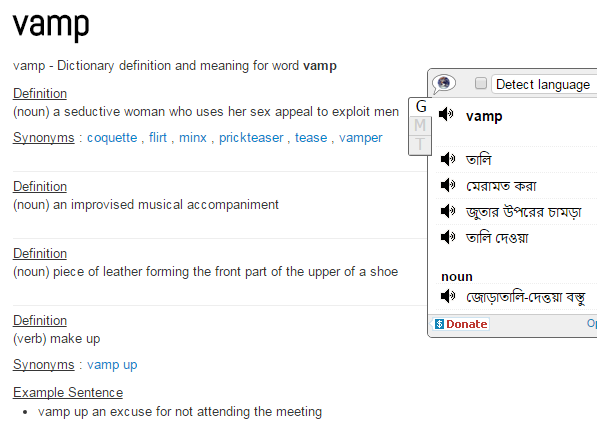 vamp
vamp - Dictionary definition and meaning for word vamp
Definition
(noun) a seductive woman who uses her sex appeal to exploit men
Synonyms : coquette , flirt , minx , prickteaser , tease , vamper
Definition
(noun) an improvised musical accompaniment
Definition
(noun) piece of leather forming the front part of the upper of a shoe
Definition
(verb) make up
Synonyms : vamp up
Example Sentence
• vamp up an excuse for not attending the meeting
Detect language
G
M
T
vamp
তালি
মেরামত করা
জুতার উপরের চামড়া
তালি দেওয়া
noun
জোড়াতালি-দেত্তয়া বস্তু
$ Donate
Op